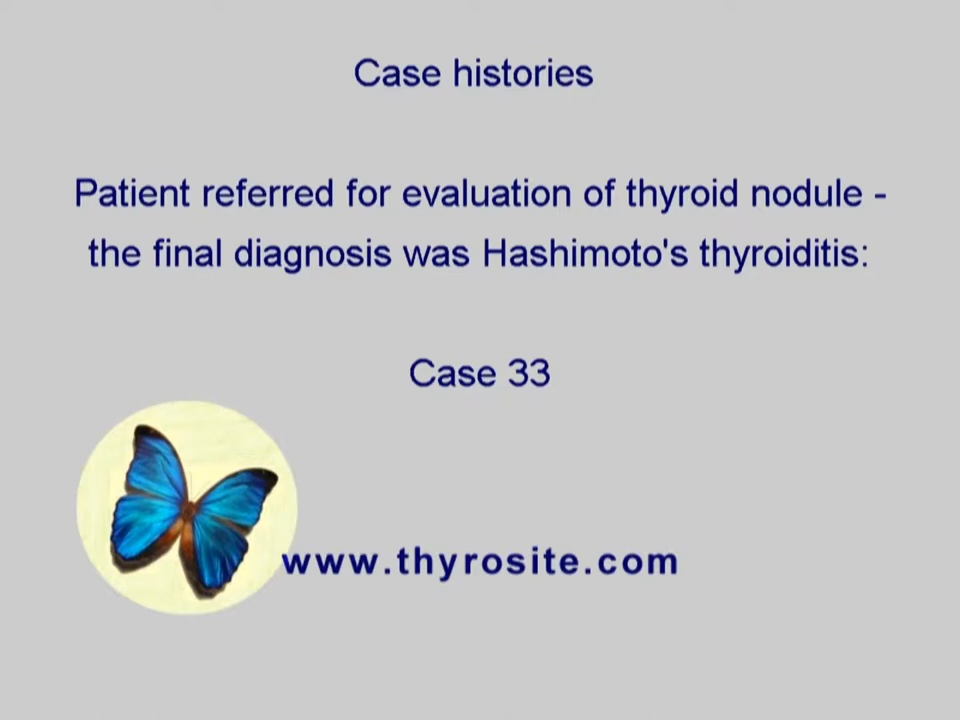 Case histories
Patient referred for evaluation of thyroid nodule -
the final diagnosis was Hashimoto's thyroiditis:
Case 33
www.thyrosite.com